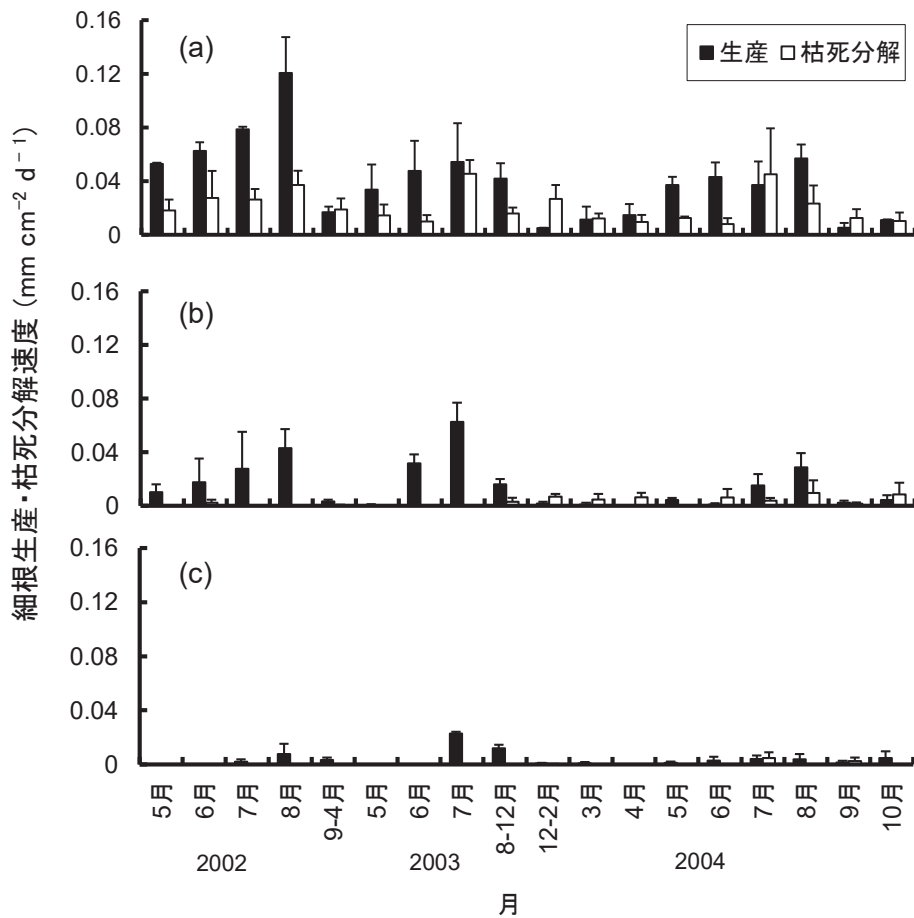 細根生産・枯死分解速度 (mm cm⁻² d⁻¹)
(a)
■生産 □枯死分解
0.16
0.12
0.08
0.04
0
(b)
0.16
0.12
0.08
0.04
0
(c)
0.16
0.12
0.08
0.04
0
5月 6月 7月 8月 9-4月 5月 6月 7月 8-12月 12-2月 3月 4月 5月 6月 7月 8月 9月 10月
2002 2003 2004
月